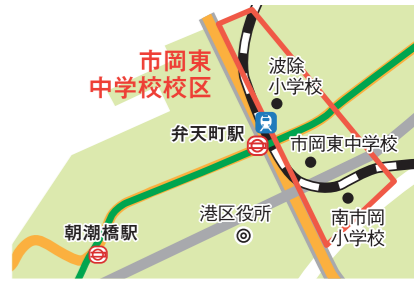 市岡東
中学校校区
波除
小学校
弁天町駅
市岡東中学校
港区役所
南市岡
小学校
朝潮橋駅